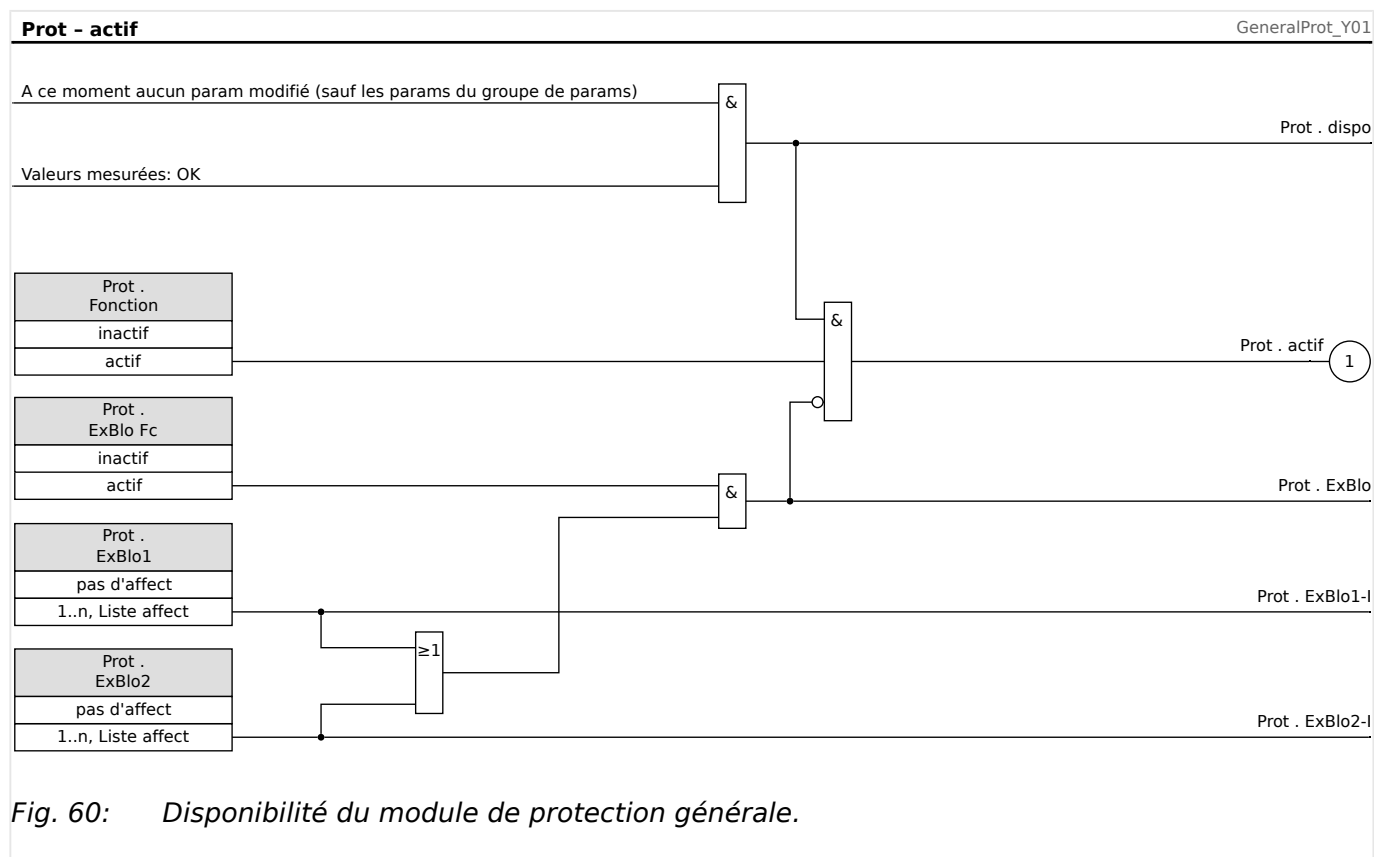 Prot – actif
GeneralProt_Y01
A ce moment aucun param modifié (sauf les params du groupe de params)
&
Prot . dispo
Valeurs mesurées: OK
Prot .
Fonction
inactif
actif
&
Prot . actif
1
Prot .
ExBlo Fc
inactif
actif
&
Prot . ExBlo
Prot .
ExBlo1
pas d'affect
1..n, Liste affect
Prot . ExBlo1-I
≥1
Prot .
ExBlo2
pas d'affect
1..n, Liste affect
Prot . ExBlo2-I
Fig. 60: Disponibilité du module de protection générale.